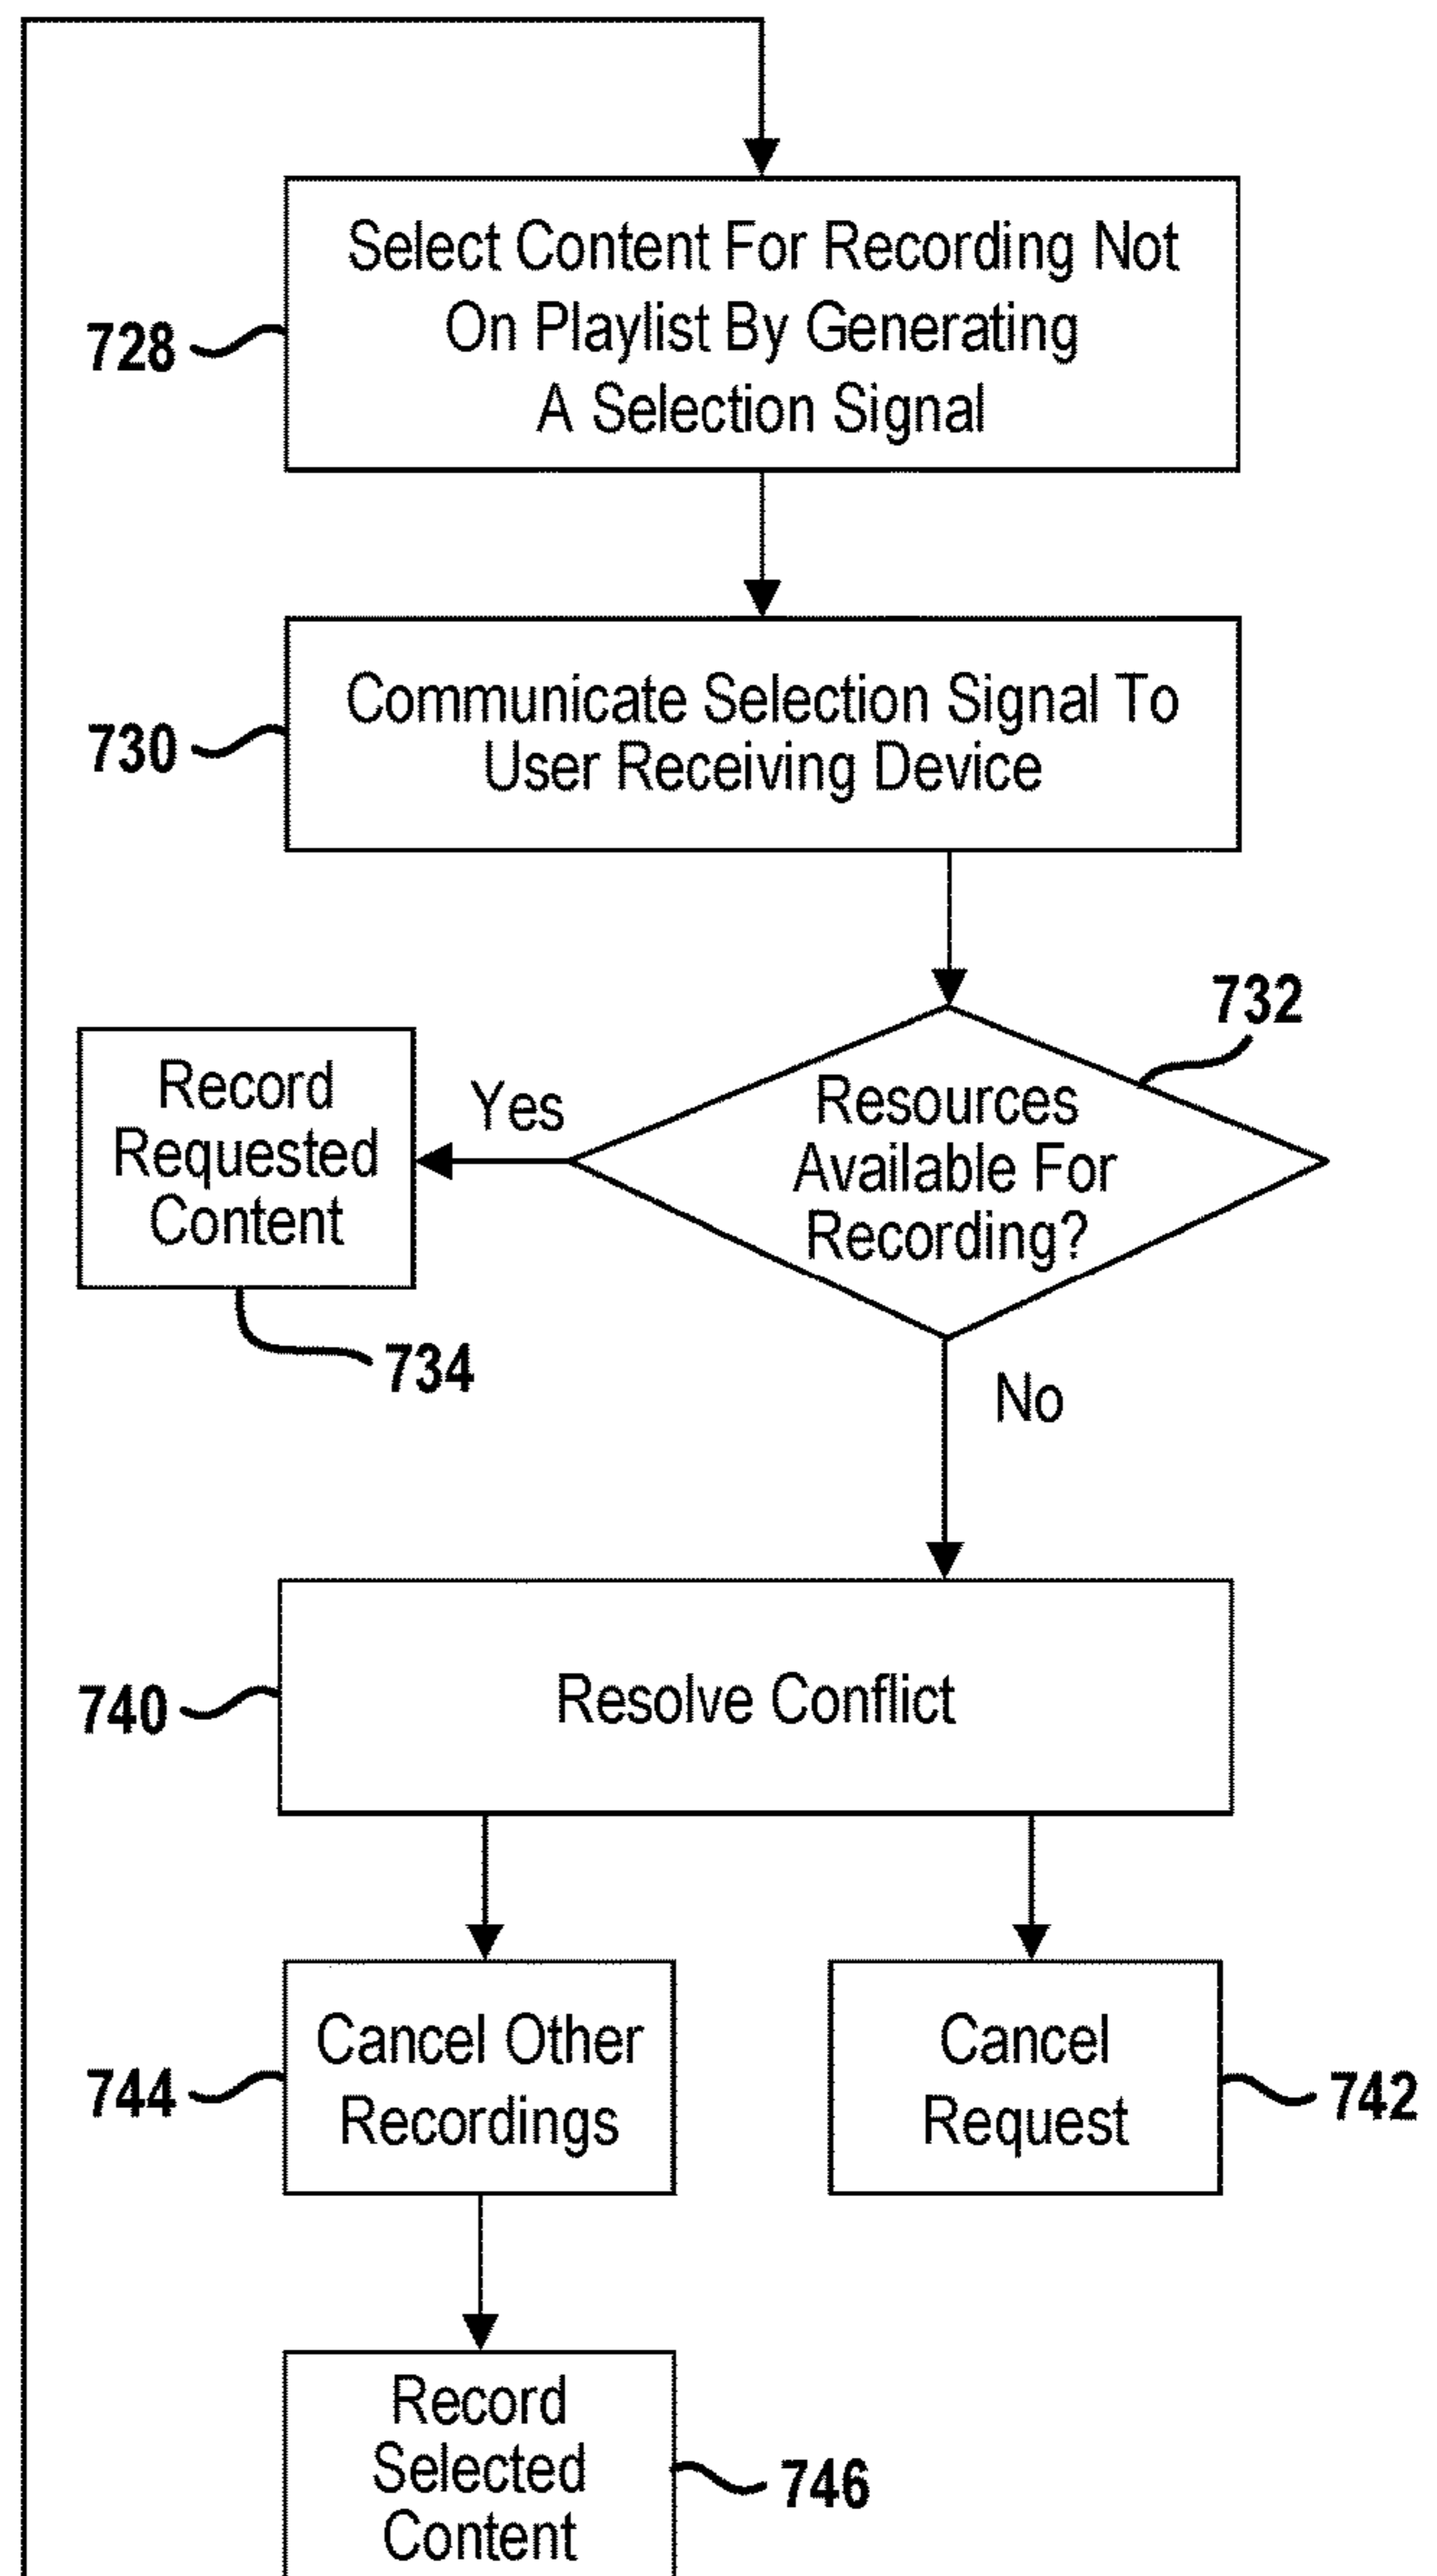 Select Content For Recording Not
On Playlist By Generating
A Selection Signal
728
Communicate Selection Signal To
User Receiving Device
730
732
Resources
Available For
Recording?
Yes
Record
Requested
Content
734
No
Resolve Conflict
740
Cancel Other
Recordings
744
Cancel
Request
742
Record
Selected
Content
746